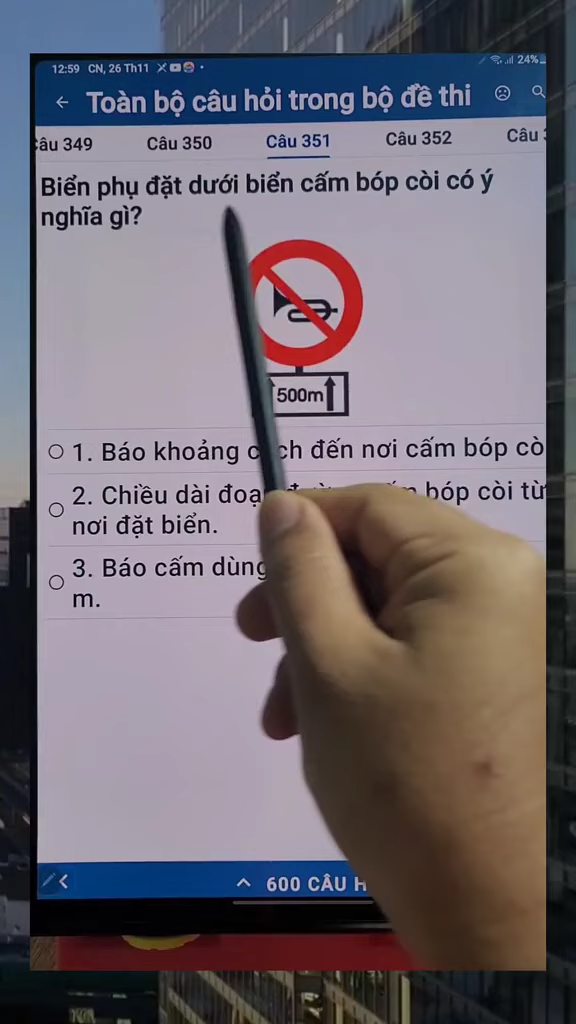 12:59 CN, 26 Th11 24%
Toàn bộ câu hỏi trong bộ đề thi
Câu 349 Câu 350 Câu 351 Câu 352 Câu
Biển phụ đặt dưới biển cấm bóp còi có ý
nghĩa gì?
500m
1. Báo khoảng đến nơi cấm bóp cò
2. Chiều dài bóp còi từ
nơi đặt biển.
3. Báo cấm dùng
m.
600 CÂU H